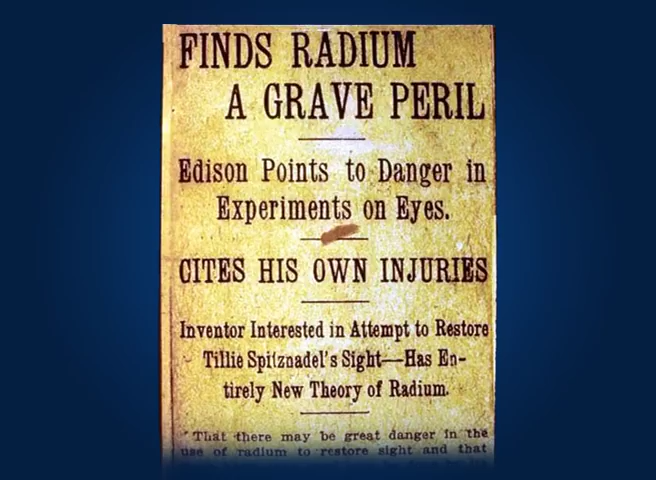 FINDS RADIUM
A GRAVE PERIL
Edison Points to Danger in
Experiments on Eyes.
CITES HIS OWN INJURIES
Inventor Interested in Attempt to Restore
Tillie Spitznadel's Sight—Has En-
tirely New Theory of Radium.
"That there may be great danger in the
use of radium to restore sight and that